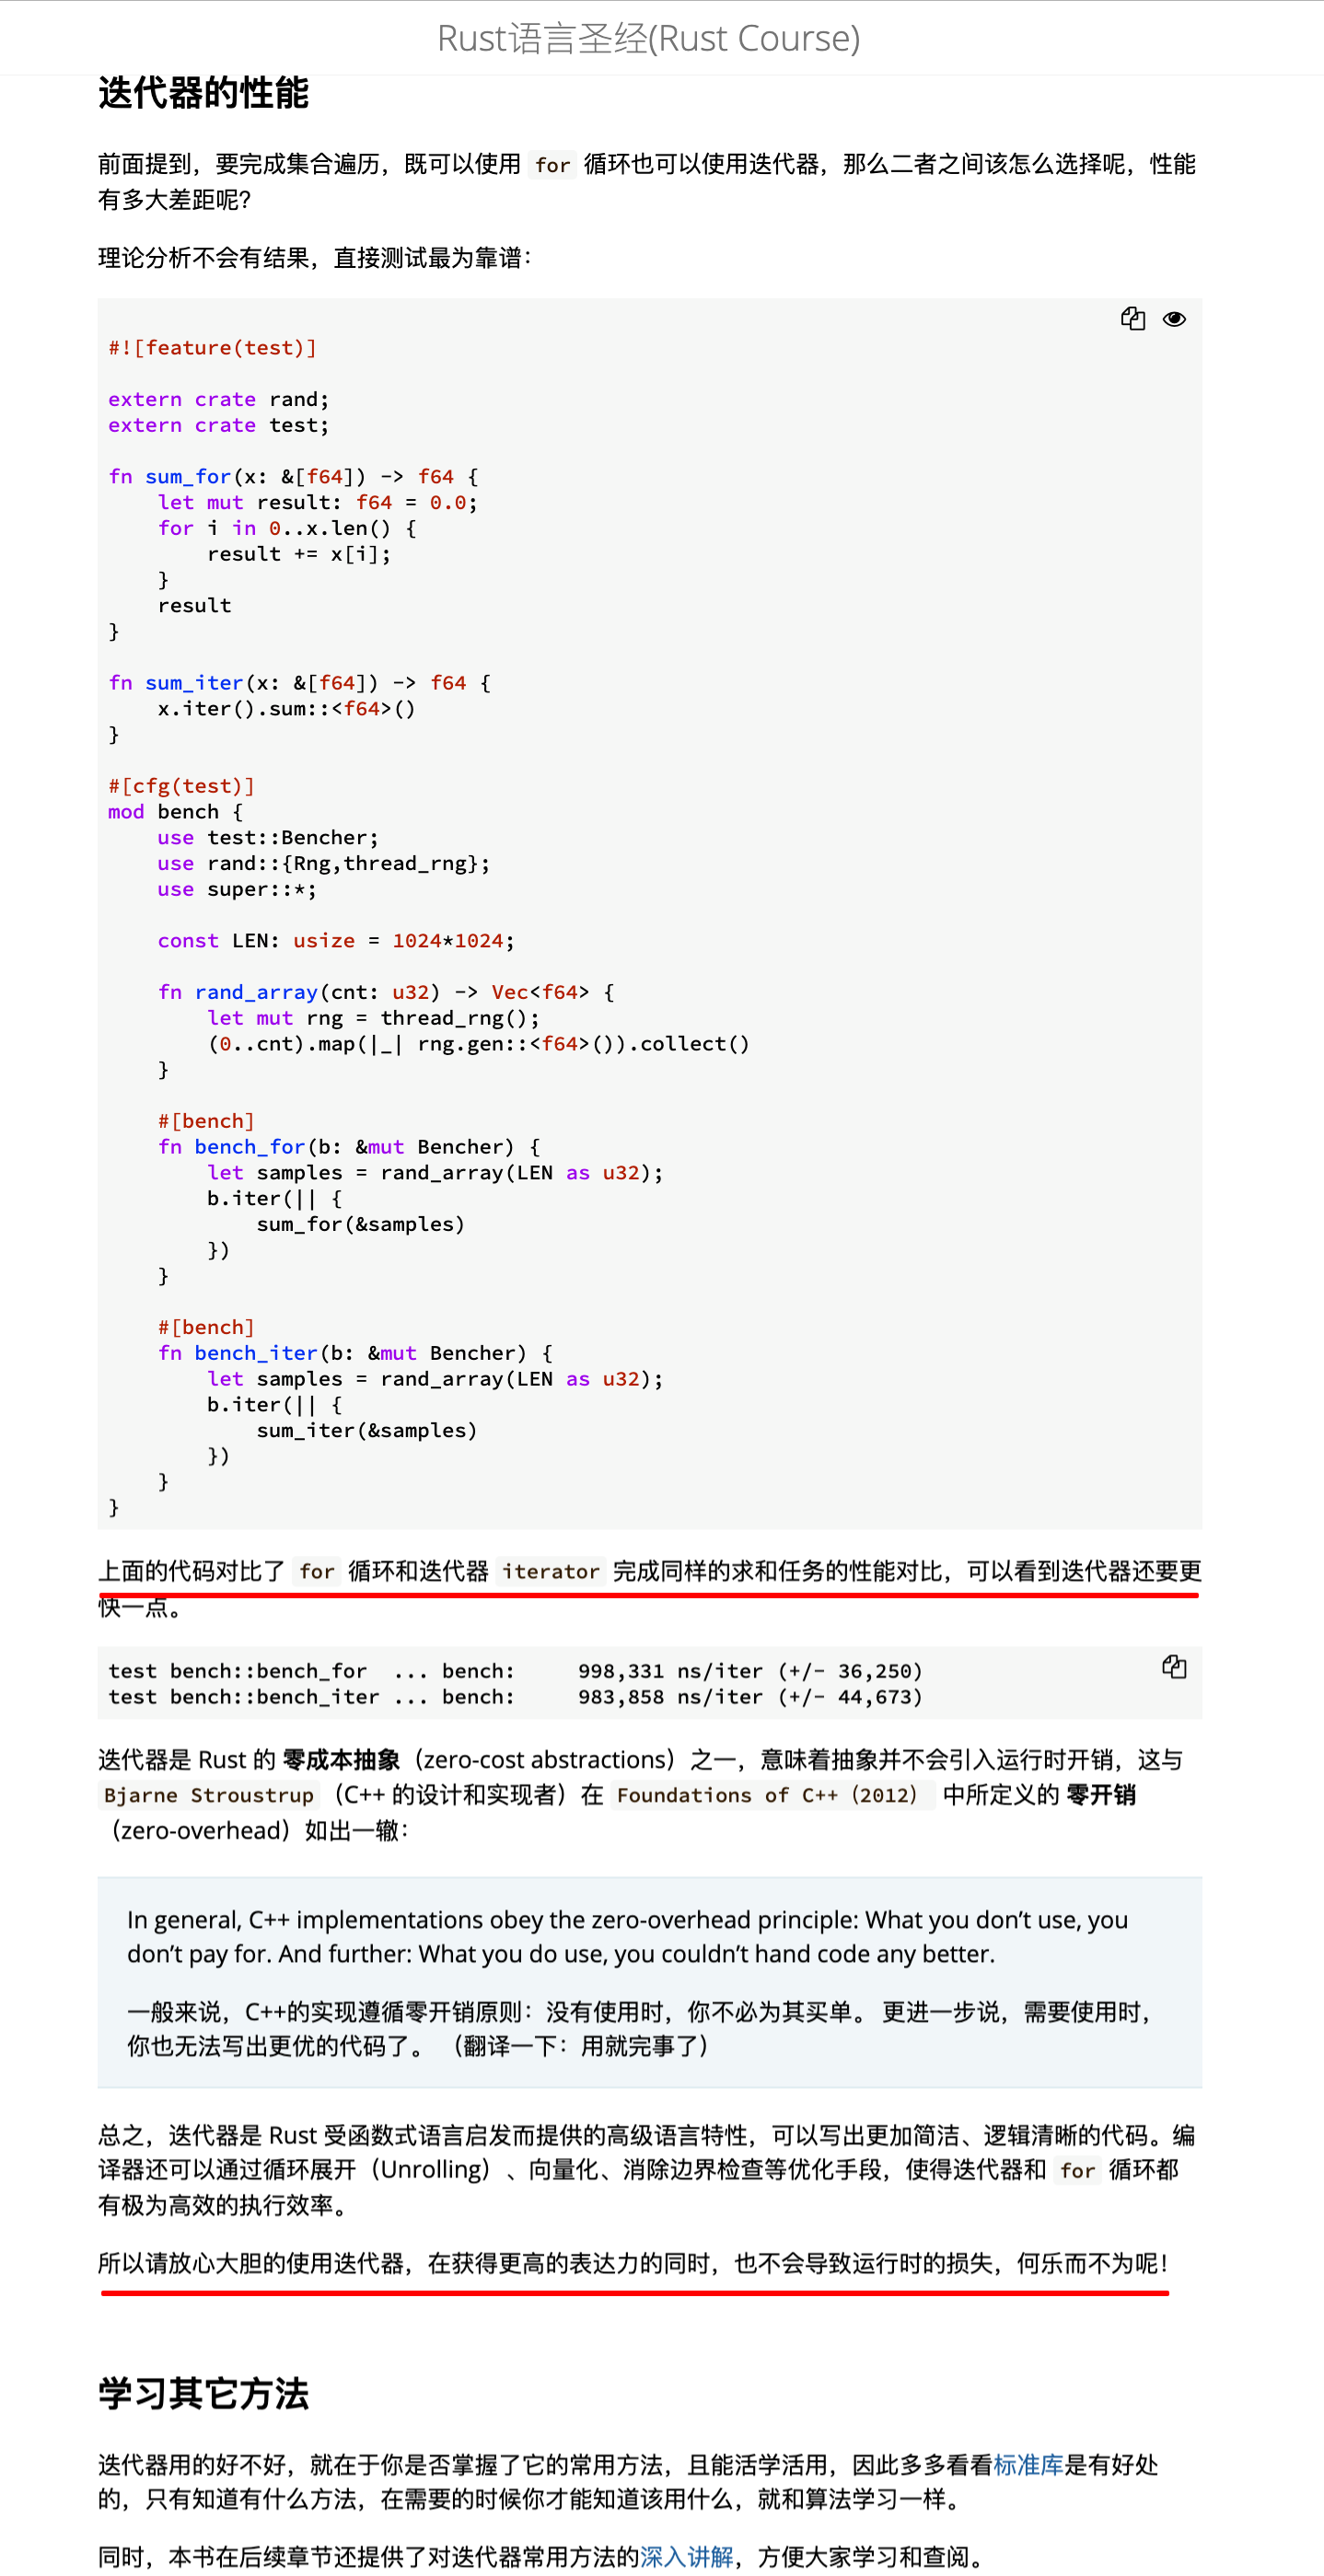 Rust语言圣经(Rust Course)
迭代器的性能
前面提到，要完成集合遍历，既可以使用 for 循环也可以使用迭代器，那么二者之间该怎么选择呢，性能
有多大差距呢?
理论分析不会有结果，直接测试最为靠谱：
#![feature(test)]
extern crate rand;
extern crate test;
fn sum_for(x: &[f64]) -> f64 {
    let mut result: f64 = 0.0;
    for i in 0..x.len() {
        result += x[i];
    }
    result
}
fn sum_iter(x: &[f64]) -> f64 {
    x.iter().sum::<f64>()
}
#[cfg(test)]
mod bench {
    use test::Bencher;
    use rand::{Rng,thread_rng};
    use super::*;
    const LEN: usize = 1024*1024;
    fn rand_array(cnt: u32) -> Vec<f64> {
        let mut rng = thread_rng();
        (0..cnt).map(|_| rng.gen::<f64>()).collect()
    }
    #[bench]
    fn bench_for(b: &mut Bencher) {
        let samples = rand_array(LEN as u32);
        b.iter(|| {
            sum_for(&samples)
        })
    }
    #[bench]
    fn bench_iter(b: &mut Bencher) {
        let samples = rand_array(LEN as u32);
        b.iter(|| {
            sum_iter(&samples)
        })
    }
}
上面的代码对比了 for 循环和迭代器 iterator 完成同样的求和任务的性能对比，可以看到迭代器还要更
快一点。
test bench::bench_for  ... bench:     998,331 ns/iter (+/- 36,250)
test bench::bench_iter ... bench:     983,858 ns/iter (+/- 44,673)
迭代器是 Rust 的 零成本抽象（zero-cost abstractions）之一，意味着抽象并不会引入运行时开销，这与
Bjarne Stroustrup（C++ 的设计和实现者）在 Foundations of C++（2012） 中所定义的 零开销
（zero-overhead）如出一辙：
In general, C++ implementations obey the zero-overhead principle: What you don’t use, you
don’t pay for. And further: What you do use, you couldn’t hand code any better.
一般来说，C++的实现遵循零开销原则：没有使用时，你不必为其买单。 更进一步说，需要使用时，
你也无法写出更优的代码了。 （翻译一下：用就完事了）
总之，迭代器是 Rust 受函数式语言启发而提供的高级语言特性，可以写出更加简洁、逻辑清晰的代码。编
译器还可以通过循环展开（Unrolling）、向量化、消除边界检查等优化手段，使得迭代器和 for 循环都
有极为高效的执行效率。
所以请放心大胆的使用迭代器，在获得更高的表达力的同时，也不会导致运行时的损失，何乐而不为呢！
学习其它方法
迭代器用的好不好，就在于你是否掌握了它的常用方法，且能活学活用，因此多多看看标准库是有好处
的，只有知道有什么方法，在需要的时候你才能知道该用什么，就和算法学习一样。
同时，本书在后续章节还提供了对迭代器常用方法的深入讲解，方便大家学习和查阅。